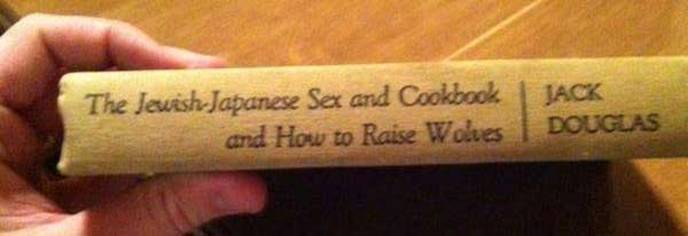 The Jewish-Japanese Sex and Cookbook
and How to Raise Wolves
JACK
DOUGLAS